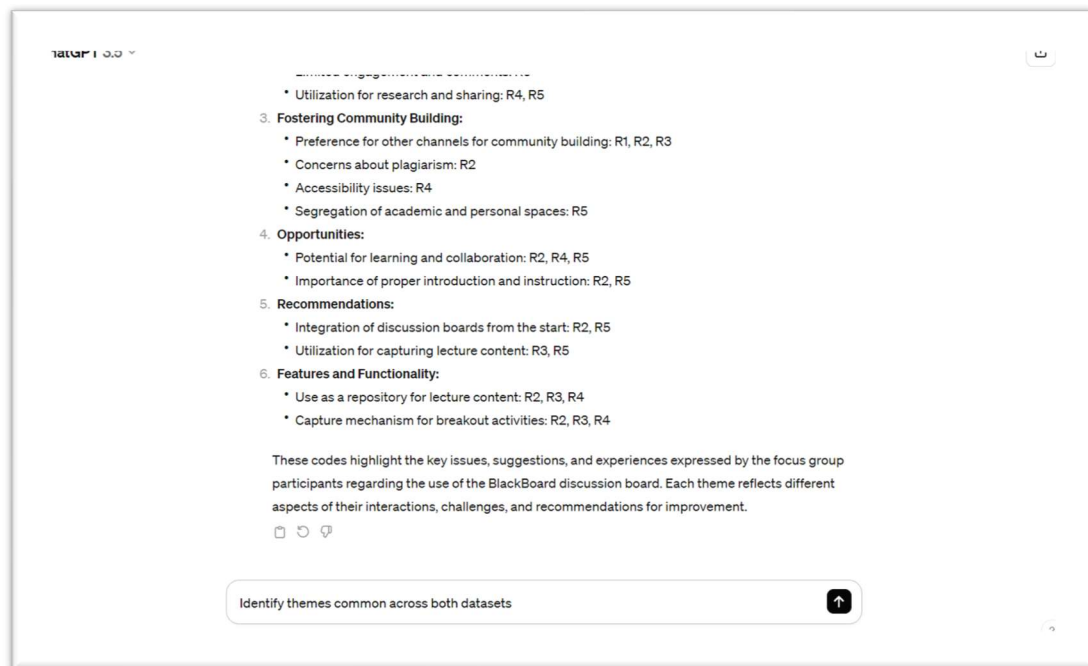 3.5
• Utilization for research and sharing: R4, R5
3. Fostering Community Building:
• Preference for other channels for community building: R1, R2, R3
• Concerns about plagiarism: R2
• Accessibility issues: R4
• Segregation of academic and personal spaces: R5
4. Opportunities:
• Potential for learning and collaboration: R2, R4, R5
• Importance of proper introduction and instruction: R2, R5
5. Recommendations:
• Integration of discussion boards from the start: R2, R5
• Utilization for capturing lecture content: R3, R5
6. Features and Functionality:
• Use as a repository for lecture content: R2, R3, R4
• Capture mechanism for breakout activities: R2, R3, R4
These codes highlight the key issues, suggestions, and experiences expressed by the focus group
participants regarding the use of the BlackBoard discussion board. Each theme reflects different
aspects of their interactions, challenges, and recommendations for improvement.
Identify themes common across both datasets